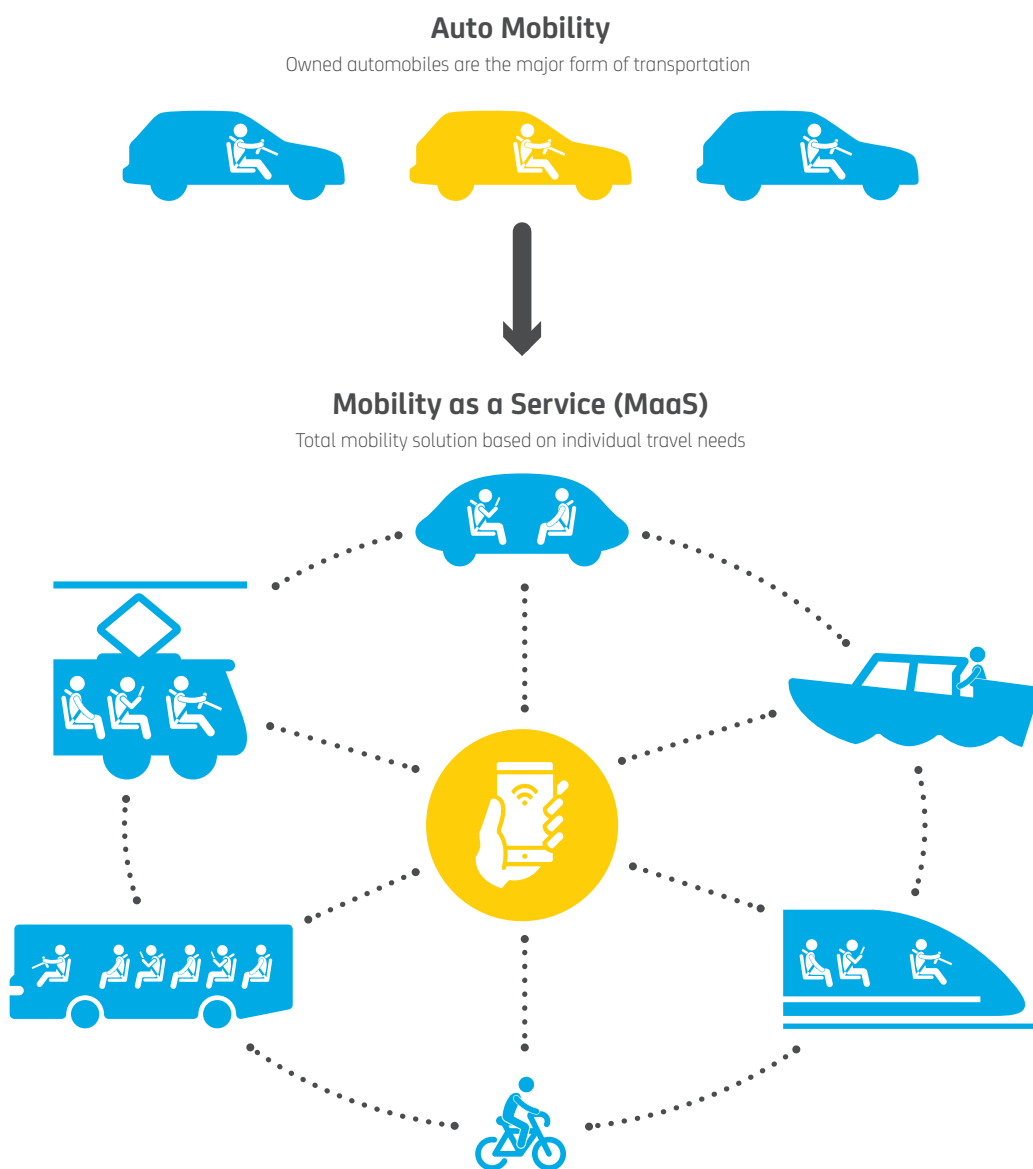 Auto Mobility
Owned automobiles are the major form of transportation
Mobility as a Service (MaaS)
Total mobility solution based on individual travel needs